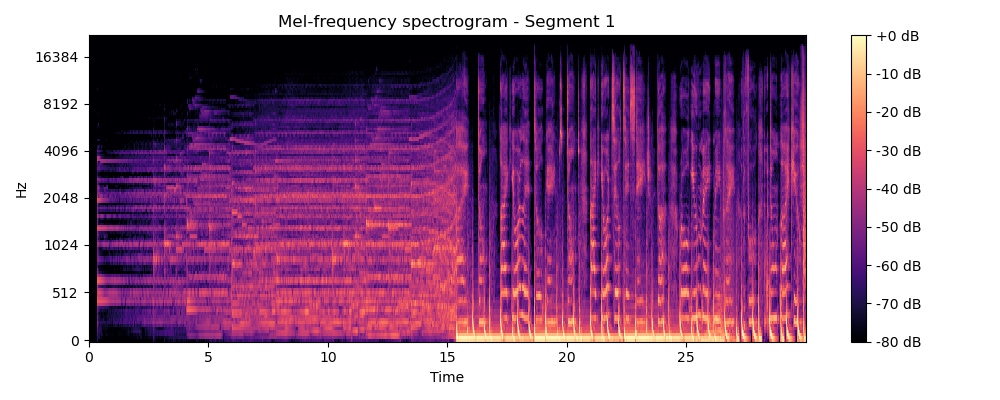 Mel-frequency spectrogram - Segment 1
16384
8192
4096
2048
1024
512
0
Hz
0 5 10 15 20 25
Time
+0 dB
-10 dB
-20 dB
-30 dB
-40 dB
-50 dB
-60 dB
-70 dB
-80 dB